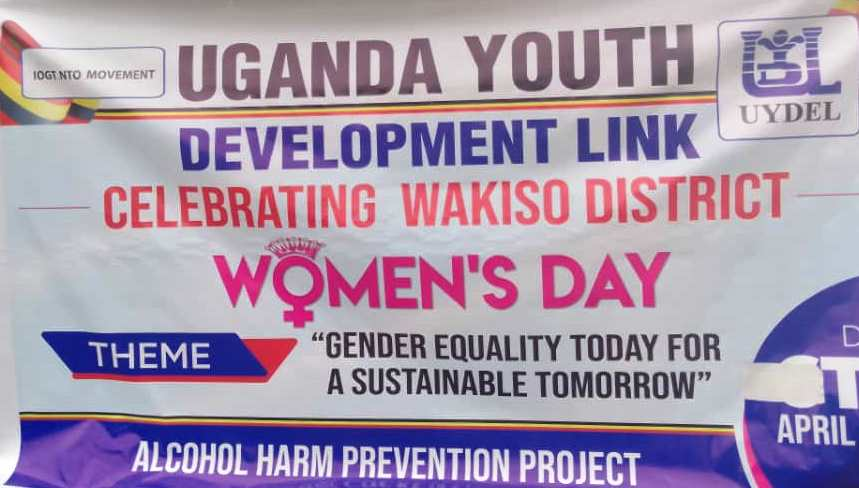 IOGT NTO MOVEMENT
UGANDA YOUTH
UYDEL
DEVELOPMENT LINK
CELEBRATING WAKISO DISTRICT
WOMEN'S DAY
THEME
"GENDER EQUALITY TODAY FOR
A SUSTAINABLE TOMORROW"
APRIL
ALCOHOL HARM PREVENTION PROJECT